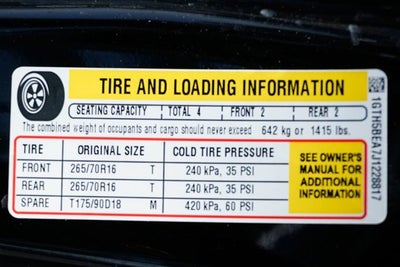 TIRE AND LOADING INFORMATION
SEATING CAPACITY TOTAL 4 FRONT 2 REAR 2
The combined weight of occupants and cargo should never exceed 642 kg or 1415 lbs.
TIRE ORIGINAL SIZE COLD TIRE PRESSURE
FRONT 265/70R16 T 240 kPa, 35 PSI
REAR 265/70R16 T 240 kPa, 35 PSI
SPARE T175/90D18 M 420 kPa, 60 PSI
SEE OWNER'S
MANUAL FOR
ADDITIONAL
INFORMATION
1GTH5BEA7J1228817